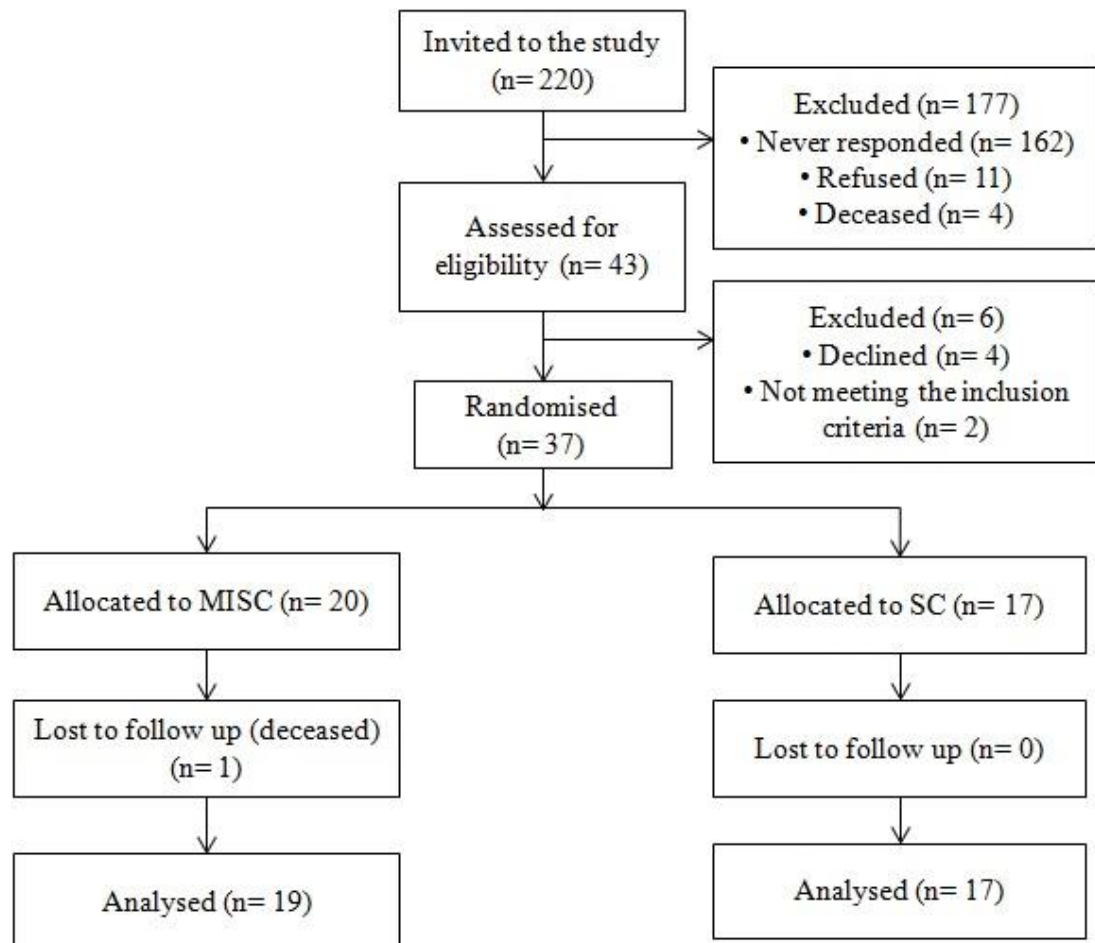 Invited to the study
(n= 220)
Excluded (n= 177)
• Never responded (n= 162)
• Refused (n= 11)
• Deceased (n= 4)
Assessed for
eligibility (n= 43)
Excluded (n= 6)
• Declined (n= 4)
• Not meeting the inclusion
criteria (n= 2)
Randomised
(n= 37)
Allocated to MISC (n= 20)
Allocated to SC (n= 17)
Lost to follow up (deceased)
(n= 1)
Lost to follow up (n= 0)
Analysed (n= 19)
Analysed (n= 17)